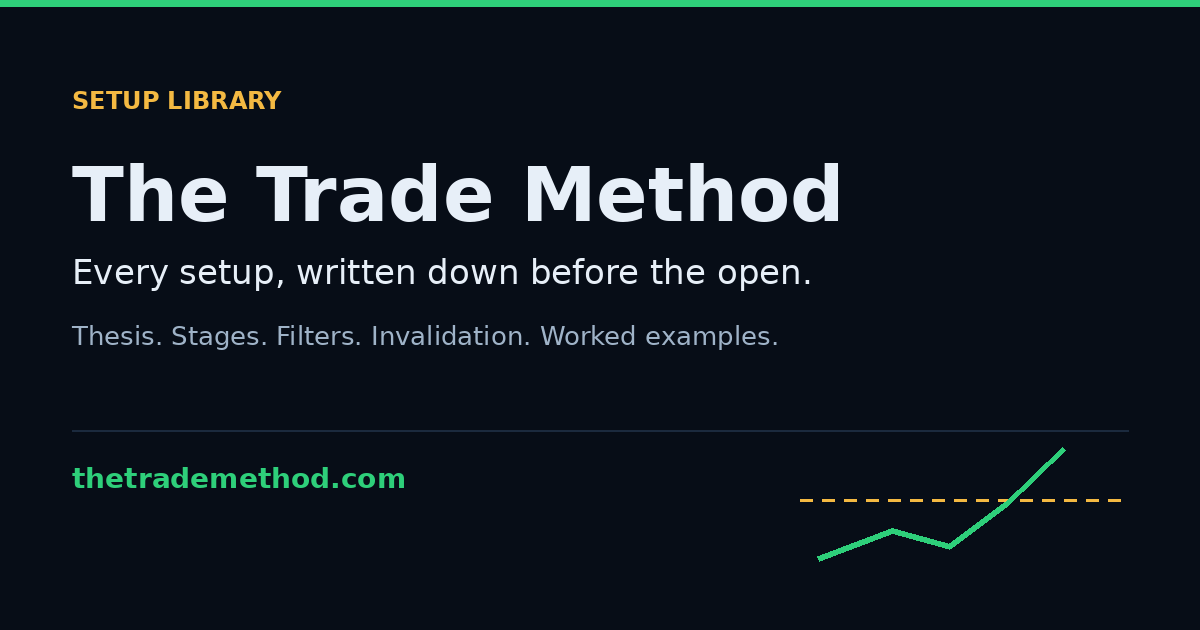 SETUP LIBRARY
The Trade Method
Every setup, written down before the open.
Thesis. Stages. Filters. Invalidation. Worked examples.
thetrademethod.com